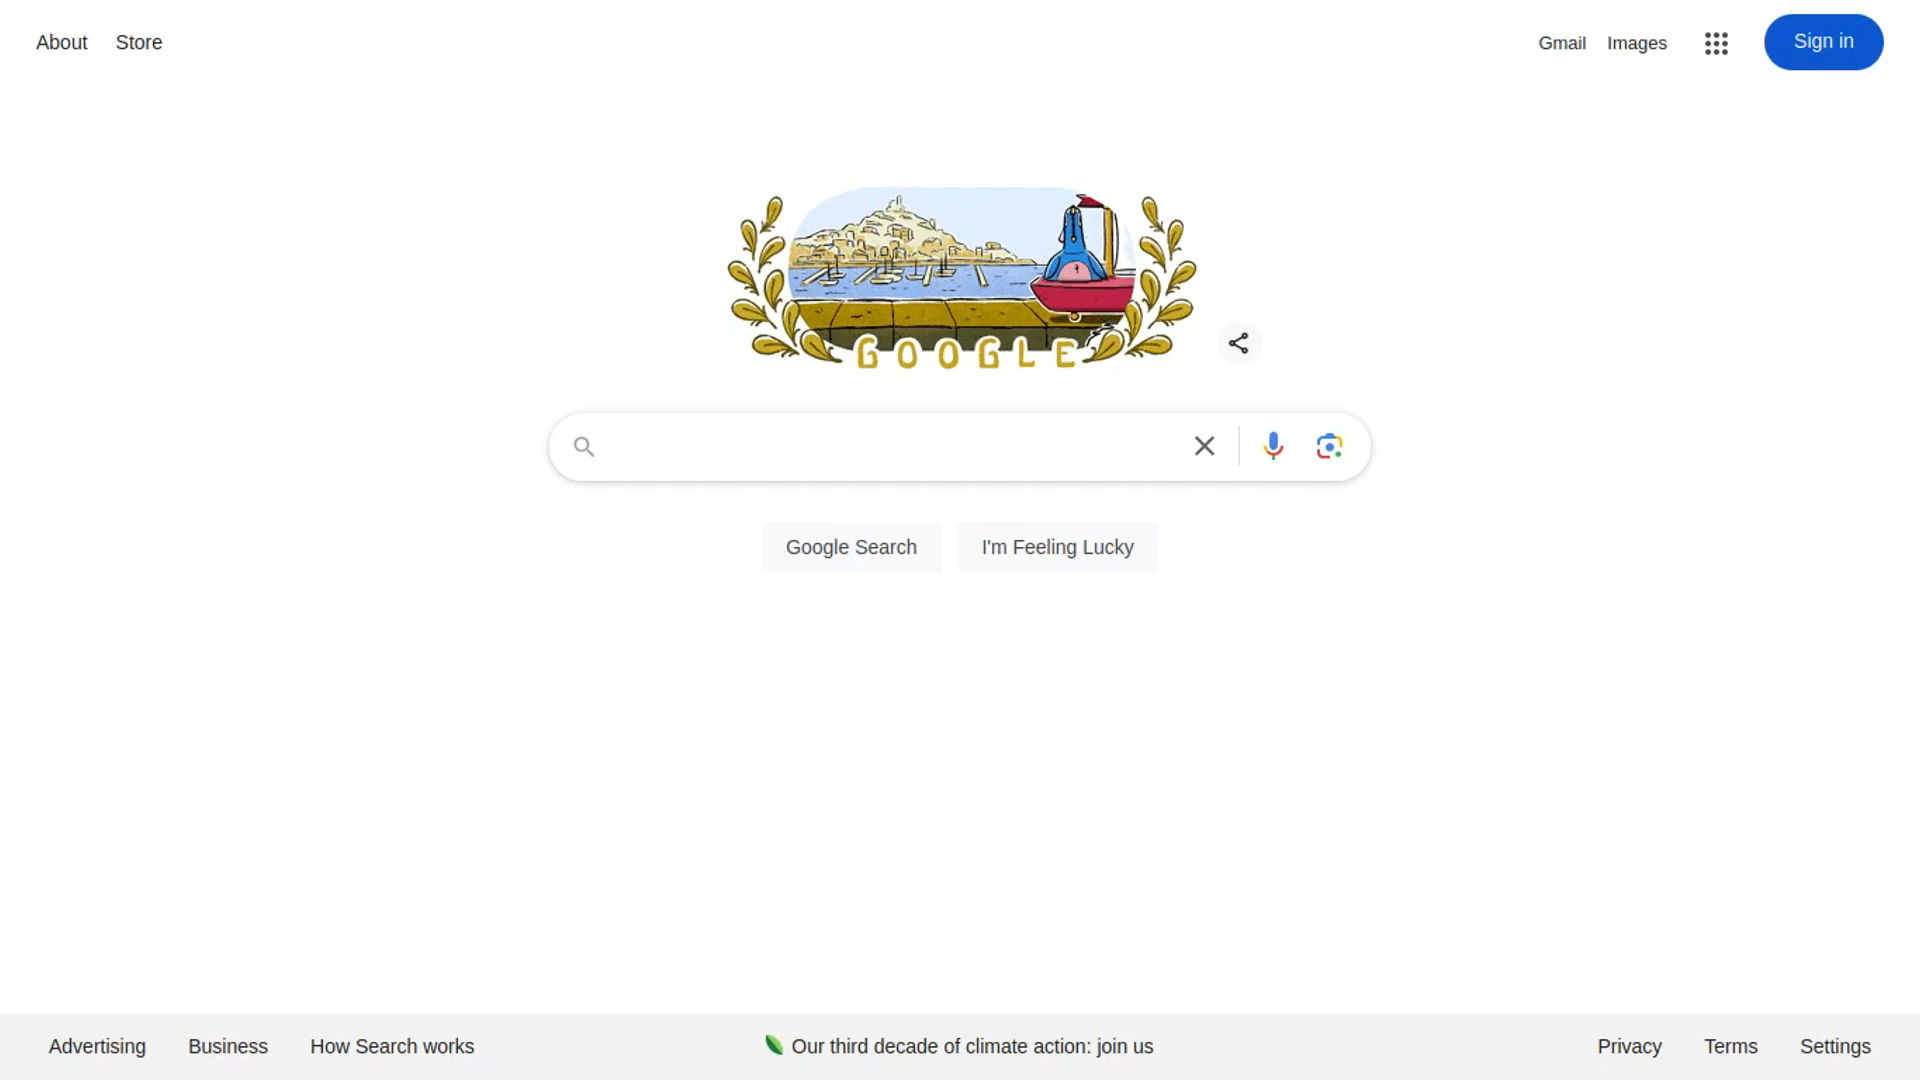 About Store
Gmail Images Sign in
GOOGLE
Google Search I'm Feeling Lucky
Advertising Business How Search works
Our third decade of climate action: join us
Privacy Terms Settings